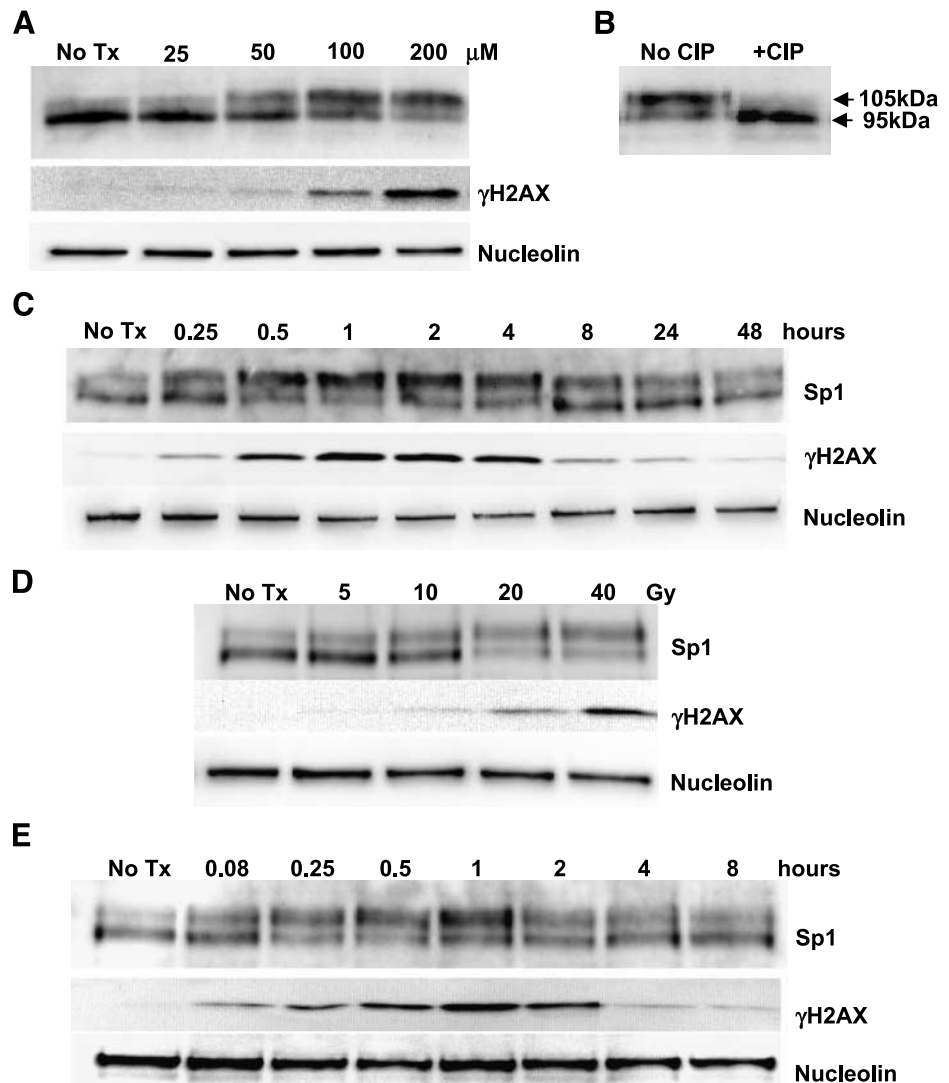 A
No Tx 25 50 100 200 μM
γH2AX
Nucleolin
B
No CIP +CIP
105kDa
95kDa
C
No Tx 0.25 0.5 1 2 4 8 24 48 hours
Sp1
γH2AX
Nucleolin
D
No Tx 5 10 20 40 Gy
Sp1
γH2AX
Nucleolin
E
No Tx 0.08 0.25 0.5 1 2 4 8 hours
Sp1
γH2AX
Nucleolin